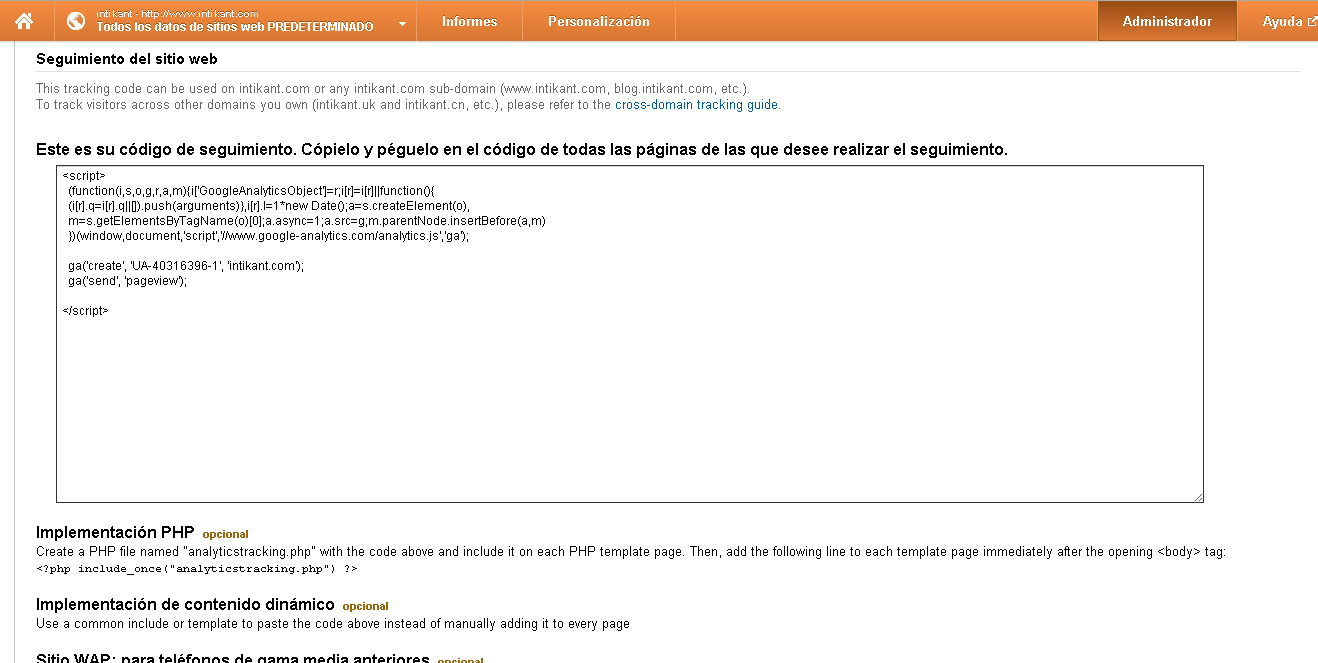 intikant - http://www.intikant.com
Todos los datos de sitios web PREDETERMINADO
Informes
Personalización
Administrador
Ayuda
Seguimiento del sitio web
This tracking code can be used on intikant.com or any intikant.com sub-domain (www.intikant.com, blog.intikant.com, etc.).
To track visitors across other domains you own (intikant.uk and intikant.cn, etc.), please refer to the cross-domain tracking guide.
Este es su código de seguimiento. Cópielo y péguelo en el código de todas las páginas de las que desee realizar el seguimiento.
<script>
(function(i,s,o,g,r,a,m){i['GoogleAnalyticsObject']=r;i[r]=i[r]||function(){
(i[r].q=i[r].q||[]).push(arguments)},i[r].l=1*new Date();a=s.createElement(o),
m=s.getElementsByTagName(o)[0];a.async=1;a.src=g;m.parentNode.insertBefore(a,m)
})(window,document,'script','//www.google-analytics.com/analytics.js','ga');
ga('create', 'UA-40316396-1', 'intikant.com');
ga('send', 'pageview');
</script>
Implementación PHP opcional
Create a PHP file named "analyticstracking.php" with the code above and include it on each PHP template page. Then, add the following line to each template page immediately after the opening <body> tag:
<?php include_once("analyticstracking.php") ?>
Implementación de contenido dinámico opcional
Use a common include or template to paste the code above instead of manually adding it to every page
Sitio WAP: para teléfonos de gama media anteriores opcional